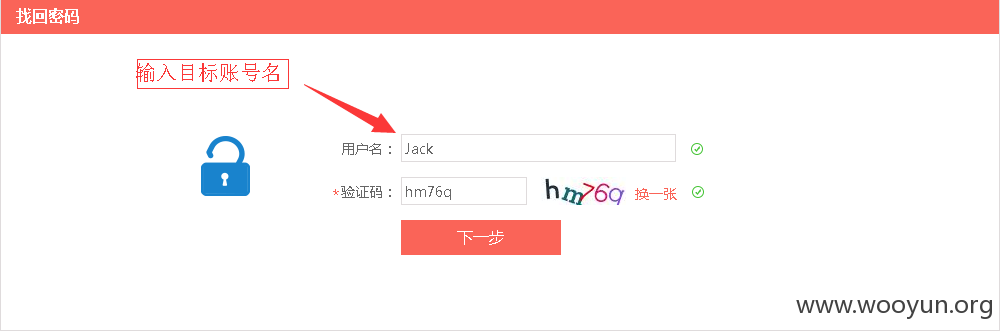 找回密码
输入目标账号名
用户名： Jack
*验证码： hm76q hm76q 换一张
下一步
www.wooyun.org